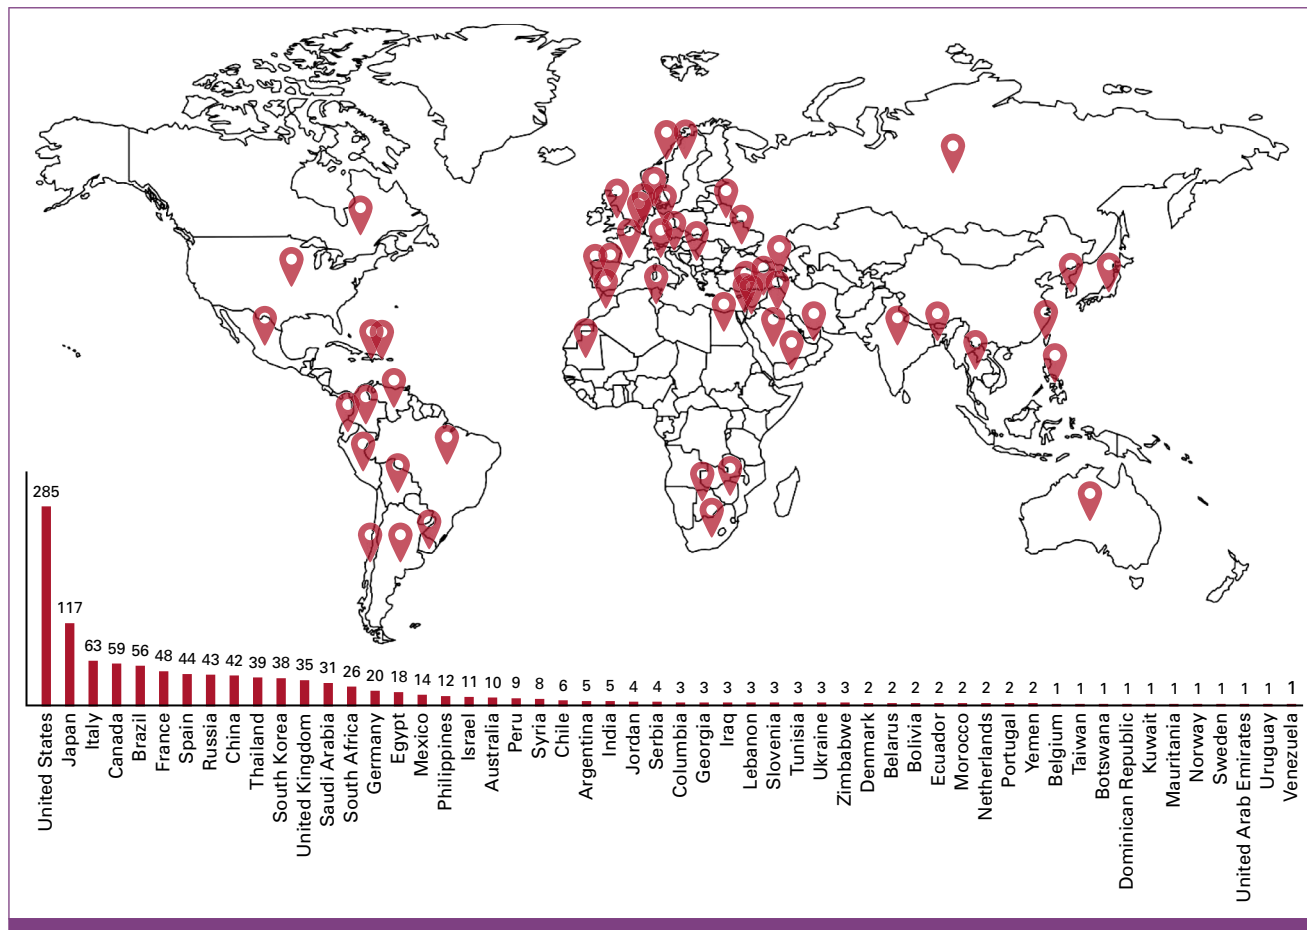 285
117
63
59
56
48
44
43
42
39
38
35
31
26
20
18
14
12
11
10
9
8
6
5
5
4
4
3
3
3
3
3
3
3
3
2
2
2
2
2
2
2
2
1
1
1
1
1
1
1
1
1
1
1
United States
Japan
Italy
Canada
Brazil
France
Spain
Russia
China
Thailand
South Korea
United Kingdom
Saudi Arabia
South Africa
Germany
Egypt
Mexico
Philippines
Israel
Australia
Peru
Syria
Chile
Argentina
India
Jordan
Serbia
Columbia
Georgia
Iraq
Lebanon
Slovenia
Tunisia
Ukraine
Zimbabwe
Denmark
Belarus
Bolivia
Ecuador
Morocco
Netherlands
Portugal
Yemen
Belgium
Taiwan
Botswana
Dominican Republic
Kuwait
Mauritania
Norway
Sweden
United Arab Emirates
Uruguay
Venezuela